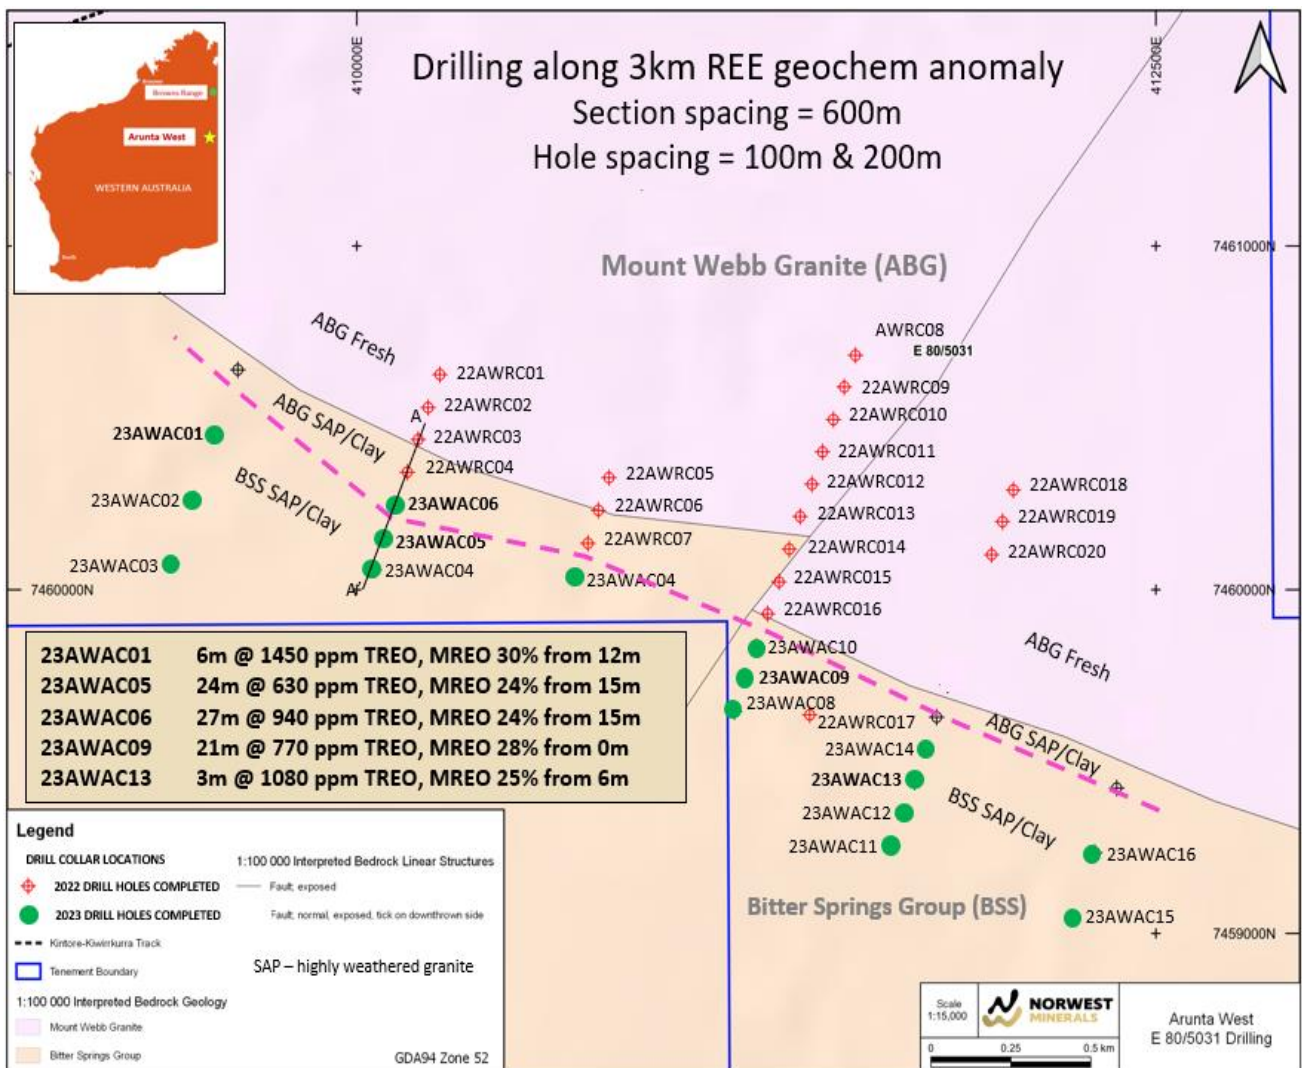 410000E
412500E
Drilling along 3km REE geochem anomaly
Section spacing = 600m
Hole spacing = 100m & 200m
Browns Range
Arunta West
WESTERN AUSTRALIA
Perth
7461000N
Mount Webb Granite (ABG)
ABG Fresh
AWRC08
E 80/5031
22AWRC01
22AWRC09
22AWRC02
A
22AWRC010
ABG SAP/Clay
23AWAC01
22AWRC03
22AWRC011
22AWRC04
22AWRC05
22AWRC012
22AWRC018
BSS SAP/Clay
23AWAC02
23AWAC06
22AWRC06
22AWRC013
22AWRC019
23AWAC05
22AWRC07
22AWRC014
22AWRC020
23AWAC03
23AWAC04
23AWAC04
22AWRC015
7460000N
A'
7460000N
22AWRC016
ABG Fresh
23AWAC10
23AWAC09
23AWAC08
22AWRC017
ABG SAP/Clay
23AWAC14
23AWAC13
BSS SAP/Clay
23AWAC12
23AWAC11
23AWAC16
23AWAC15
Bitter Springs Group (BSS)
7459000N
23AWAC01 6m @ 1450 ppm TREO, MREO 30% from 12m
23AWAC05 24m @ 630 ppm TREO, MREO 24% from 15m
23AWAC06 27m @ 940 ppm TREO, MREO 24% from 15m
23AWAC09 21m @ 770 ppm TREO, MREO 28% from 0m
23AWAC13 3m @ 1080 ppm TREO, MREO 25% from 6m
Legend
DRILL COLLAR LOCATIONS
2022 DRILL HOLES COMPLETED
2023 DRILL HOLES COMPLETED
Kintore-Kiwirrkurra Track
Tenement Boundary
1:100 000 Interpreted Bedrock Geology
Mount Webb Granite
Bitter Springs Group
1:100 000 Interpreted Bedrock Linear Structures
Fault, exposed
Fault, normal, exposed, tick on downthrown side
SAP – highly weathered granite
GDA94 Zone 52
Scale
1:15,000
NORWEST
MINERALS
0 0.25 0.5 km
Arunta West
E 80/5031 Drilling